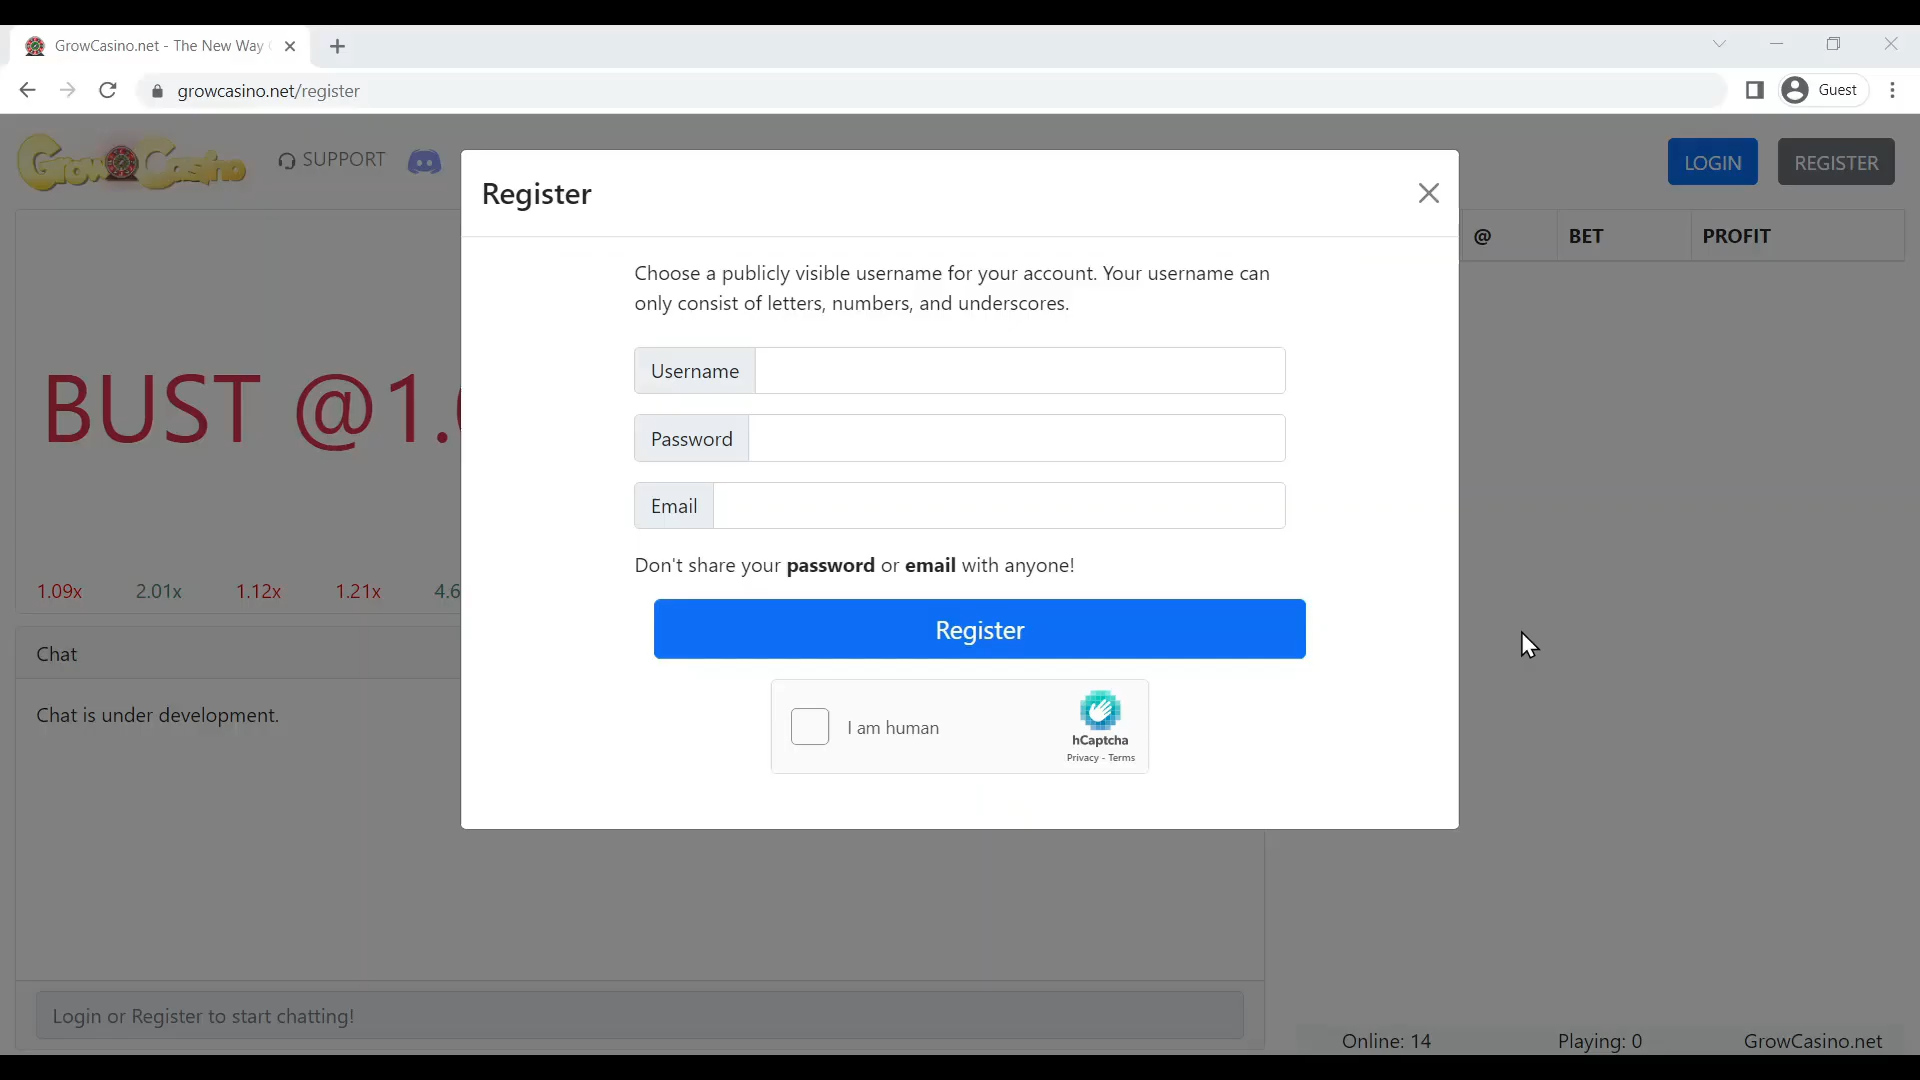 GrowCasino.net - The New Way
growcasino.net/register
Guest
GrowCasino
SUPPORT
LOGIN
REGISTER
Register
@
BET
PROFIT
Choose a publicly visible username for your account. Your username can
only consist of letters, numbers, and underscores.
Username
BUST @1.
Password
Email
Don't share your password or email with anyone!
1.09x
2.01x
1.12x
1.21x
4.6
Register
Chat
Chat is under development.
I am human
hCaptcha
Privacy - Terms
Login or Register to start chatting!
Online: 14
Playing: 0
GrowCasino.net